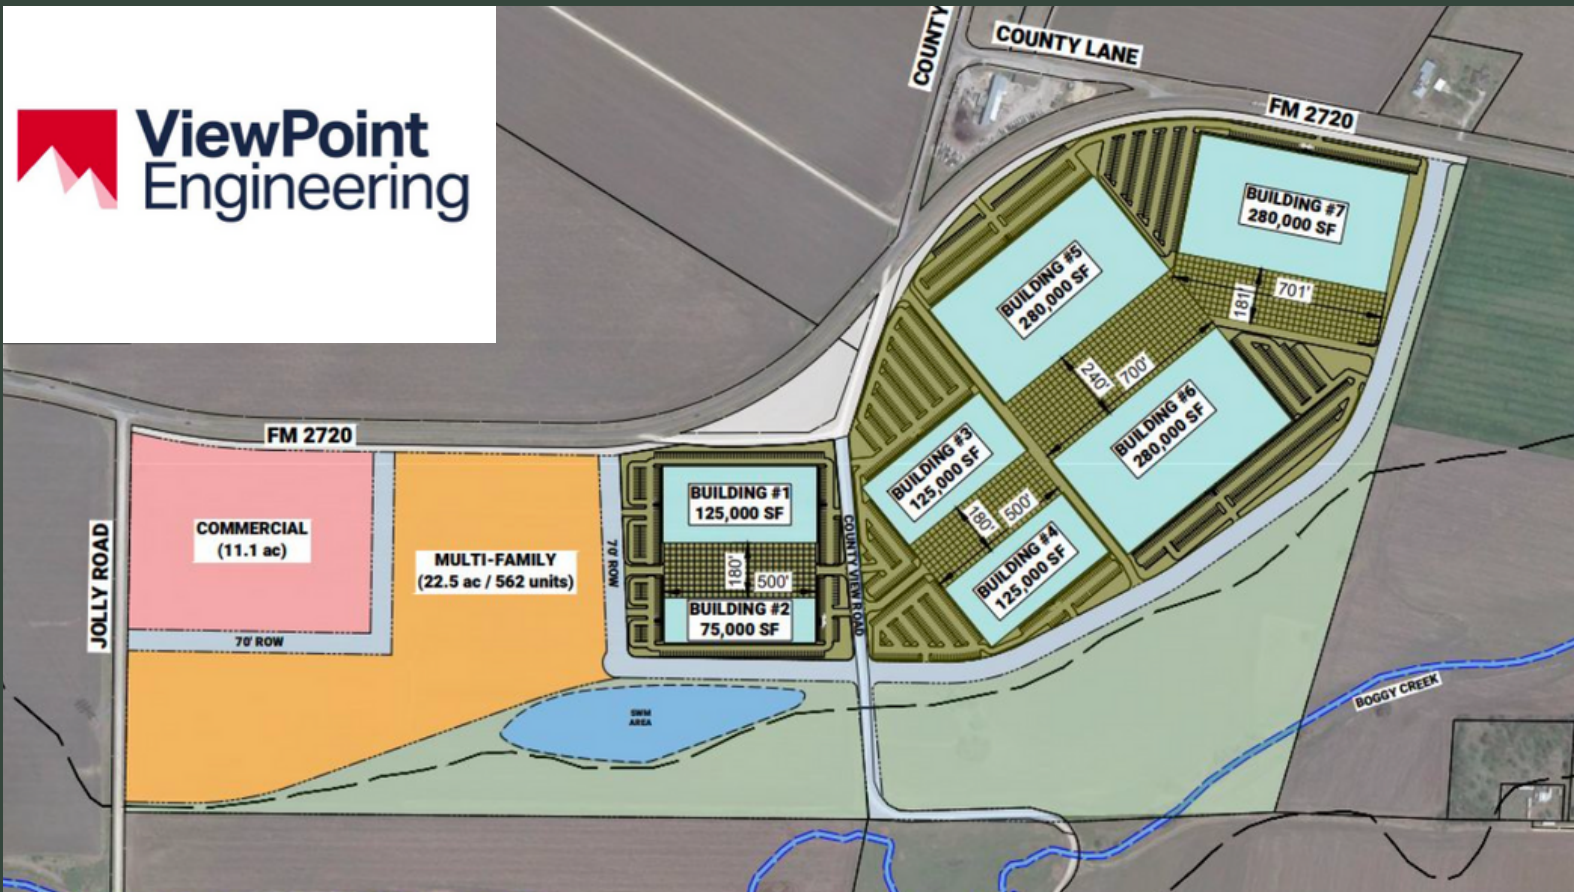 ViewPoint
Engineering
COUNTY
COUNTY LANE
FM 2720
BUILDING #7
280,000 SF
701'
181'
BUILDING #5
280,000 SF
240'
700'
BUILDING #6
280,000 SF
BUILDING #3
125,000 SF
180'
500'
BUILDING #4
125,000 SF
FM 2720
JOLLY ROAD
COMMERCIAL
(11.1 ac)
70' ROW
MULTI-FAMILY
(22.5 ac / 562 units)
70' ROW
BUILDING #1
125,000 SF
180'
500'
BUILDING #2
75,000 SF
COUNTY VIEW ROAD
SWM
AREA
BOGGY CREEK